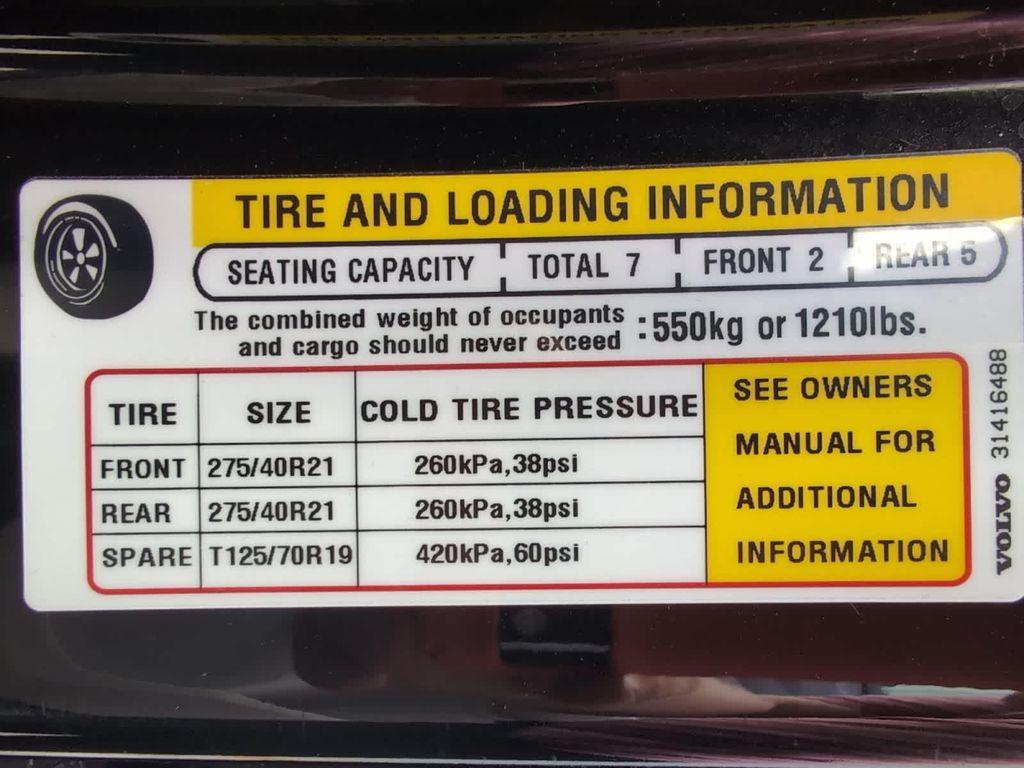 TIRE AND LOADING INFORMATION
SEATING CAPACITY TOTAL 7 FRONT 2 REAR 5
The combined weight of occupants
and cargo should never exceed :550kg or 1210lbs.
TIRE SIZE COLD TIRE PRESSURE
FRONT 275/40R21 260kPa,38psi
REAR 275/40R21 260kPa,38psi
SPARE T125/70R19 420kPa,60psi
SEE OWNERS
MANUAL FOR
ADDITIONAL
INFORMATION
VOLVO 31416488